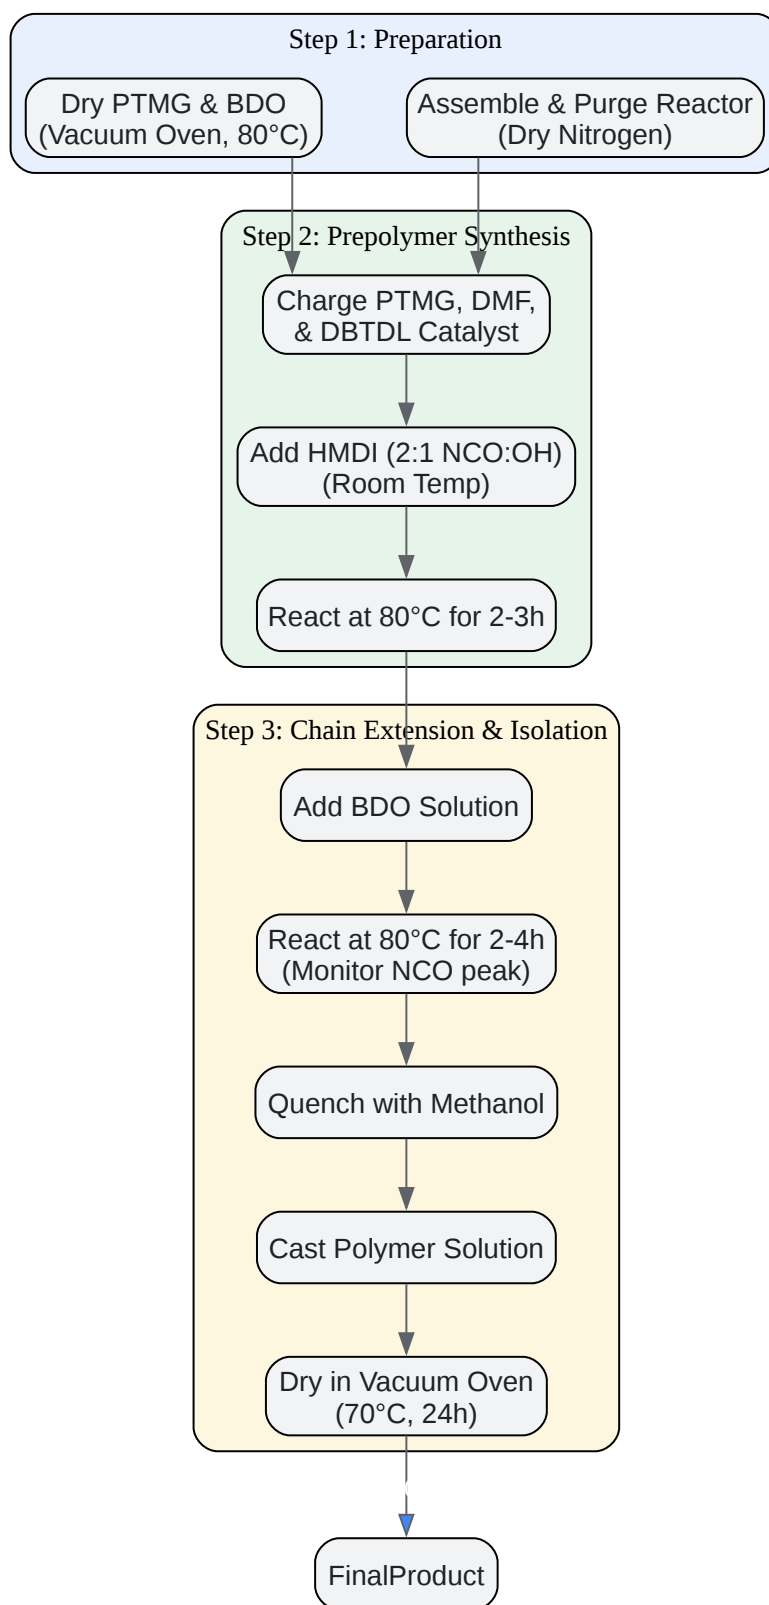 Step 1: Preparation
Dry PTMG & BDO
(Vacuum Oven, 80°C)
Assemble & Purge Reactor
(Dry Nitrogen)
Step 2: Prepolymer Synthesis
Charge PTMG, DMF,
& DBTDL Catalyst
Add HMDI (2:1 NCO:OH)
(Room Temp)
React at 80°C for 2-3h
Step 3: Chain Extension & Isolation
Add BDO Solution
React at 80°C for 2-4h
(Monitor NCO peak)
Quench with Methanol
Cast Polymer Solution
Dry in Vacuum Oven
(70°C, 24h)
FinalProduct